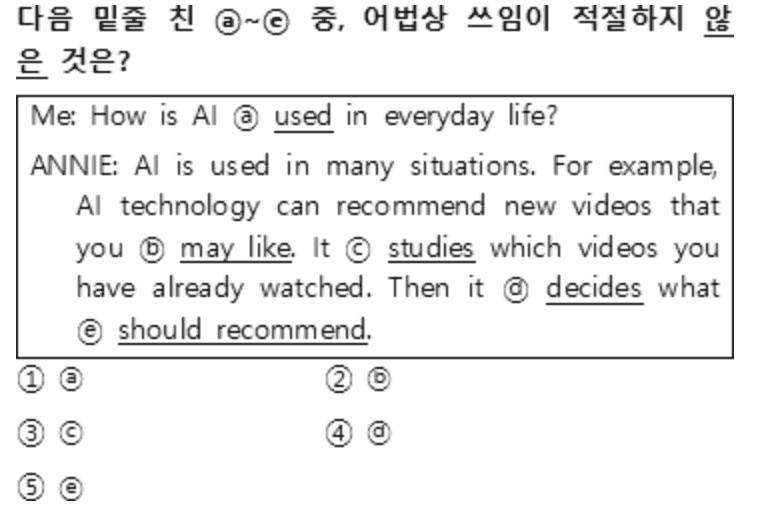 다음 밑줄 친 ⓐ~ⓔ 중, 어법상 쓰임이 적절하지 않
은 것은?
Me: How is AI ⓐ used in everyday life?
ANNIE: AI is used in many situations. For example,
AI technology can recommend new videos that
you ⓑ may like. It ⓒ studies which videos you
have already watched. Then it ⓓ decides what
ⓔ should recommend.
① ⓐ ② ⓑ
③ ⓒ ④ ⓓ
⑤ ⓔ